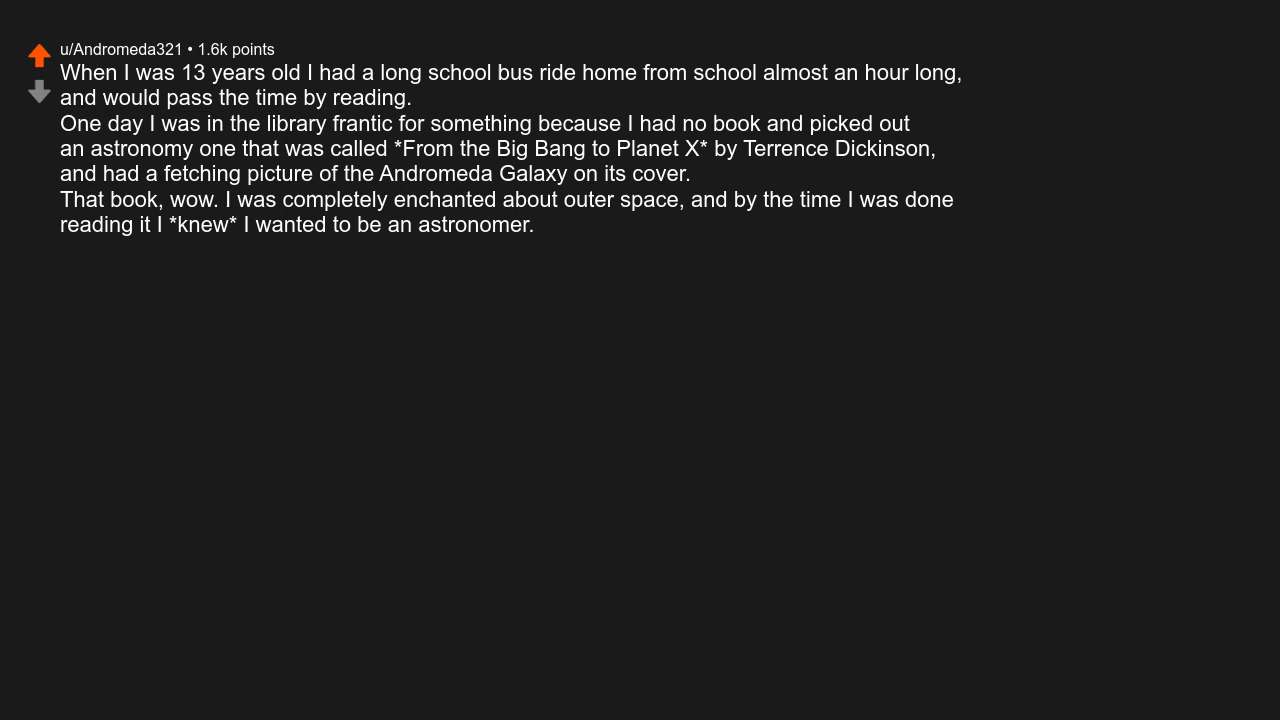 u/Andromeda321 • 1.6k points
When I was 13 years old I had a long school bus ride home from school almost an hour long,
and would pass the time by reading.
One day I was in the library frantic for something because I had no book and picked out
an astronomy one that was called *From the Big Bang to Planet X* by Terrence Dickinson,
and had a fetching picture of the Andromeda Galaxy on its cover.
That book, wow. I was completely enchanted about outer space, and by the time I was done
reading it I *knew* I wanted to be an astronomer.